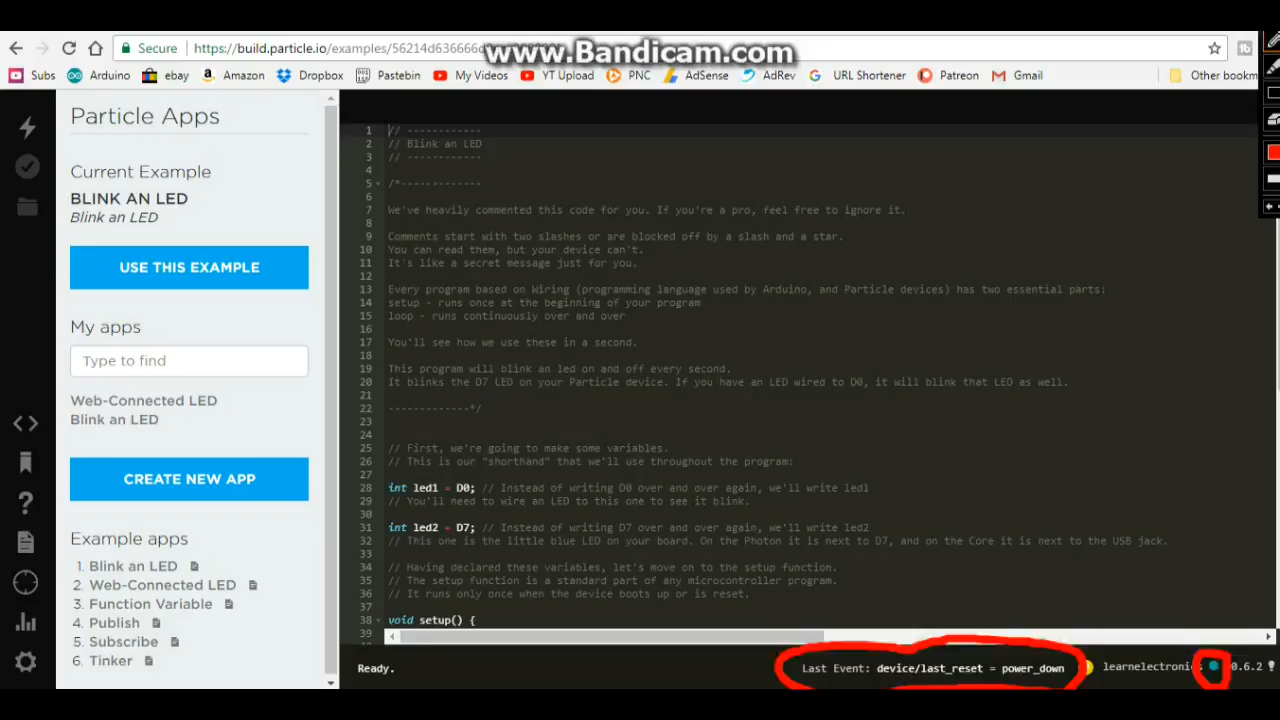 www.Bandicam.com
Secure https://build.particle.io/examples/56214d636666d
Subs Arduino ebay Amazon Dropbox Pastebin My Videos YT Upload PNC AdSense AdRev URL Shortener Patreon Gmail Other bookm
Particle Apps
Current Example
BLINK AN LED
Blink an LED
USE THIS EXAMPLE
My apps
Type to find
Web-Connected LED
Blink an LED
CREATE NEW APP
Example apps
1. Blink an LED
2. Web-Connected LED
3. Function Variable
4. Publish
5. Subscribe
6. Tinker
1 // ------------
2 // Blink an LED
3 // ------------
4
5 /*-------------
6
7 We've heavily commented this code for you. If you're a pro, feel free to ignore it.
8
9 Comments start with two slashes or are blocked off by a slash and a star.
10 You can read them, but your device can't.
11 It's like a secret message just for you.
12
13 Every program based on Wiring (programming language used by Arduino, and Particle devices) has two essential parts:
14 setup - runs once at the beginning of your program
15 loop - runs continuously over and over
16
17 You'll see how we use these in a second.
18
19 This program will blink an led on and off every second.
20 It blinks the D7 LED on your Particle device. If you have an LED wired to D0, it will blink that LED as well.
21
22 -------------*/
23
24
25 // First, we're going to make some variables.
26 // This is our "shorthand" that we'll use throughout the program:
27
28 int led1 = D0; // Instead of writing D0 over and over again, we'll write led1
29 // You'll need to wire an LED to this one to see it blink.
30
31 int led2 = D7; // Instead of writing D7 over and over again, we'll write led2
32 // This one is the little blue LED on your board. On the Photon it is next to D7, and on the Core it is next to the USB jack.
33
34 // Having declared these variables, let's move on to the setup function.
35 // The setup function is a standard part of any microcontroller program.
36 // It runs only once when the device boots up or is reset.
37
38 void setup() {
39
Ready. Last Event: device/last_reset = power_down learnelectronics 0.6.2